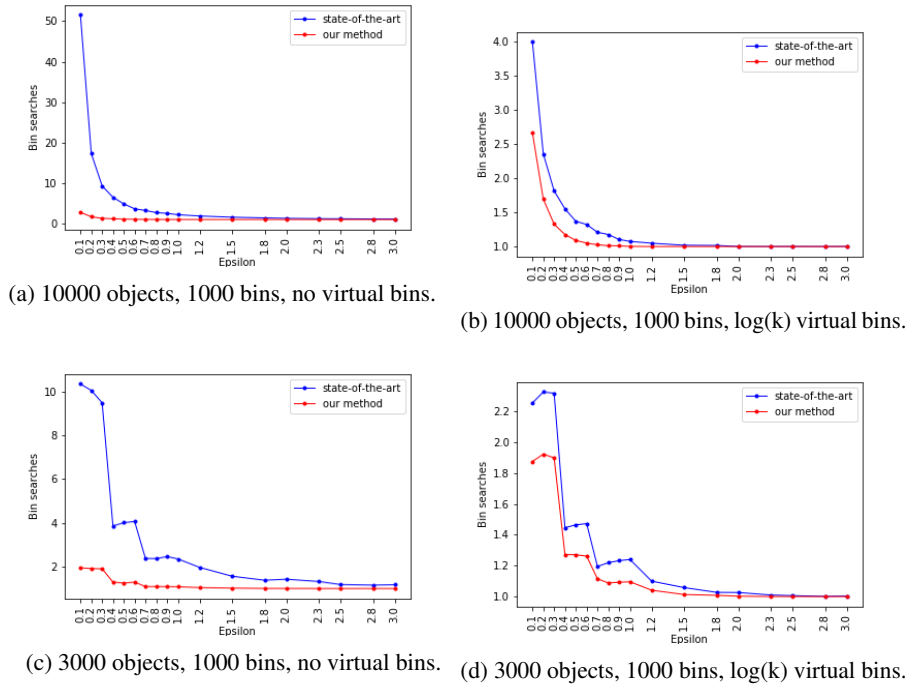 state-of-the-art
our method
50
40
30
20
10
0
Bin searches
0.1 0.2 0.3 0.4 0.5 0.6 0.7 0.8 0.9 1.0 1.2 1.5 1.8 2.0 2.3 2.5 2.8 3.0
Epsilon
(a) 10000 objects, 1000 bins, no virtual bins.
state-of-the-art
our method
4.0
3.5
3.0
2.5
2.0
1.5
1.0
Bin searches
0.1 0.2 0.3 0.4 0.5 0.6 0.7 0.8 0.9 1.0 1.2 1.5 1.8 2.0 2.3 2.5 2.8 3.0
Epsilon
(b) 10000 objects, 1000 bins, log(k) virtual bins.
state-of-the-art
our method
10
8
6
4
2
Bin searches
0.1 0.2 0.3 0.4 0.5 0.6 0.7 0.8 0.9 1.0 1.2 1.5 1.8 2.0 2.3 2.5 2.8 3.0
Epsilon
(c) 3000 objects, 1000 bins, no virtual bins.
state-of-the-art
our method
2.2
2.0
1.8
1.6
1.4
1.2
1.0
Bin searches
0.1 0.2 0.3 0.4 0.5 0.6 0.7 0.8 0.9 1.0 1.2 1.5 1.8 2.0 2.3 2.5 2.8 3.0
Epsilon
(d) 3000 objects, 1000 bins, log(k) virtual bins.